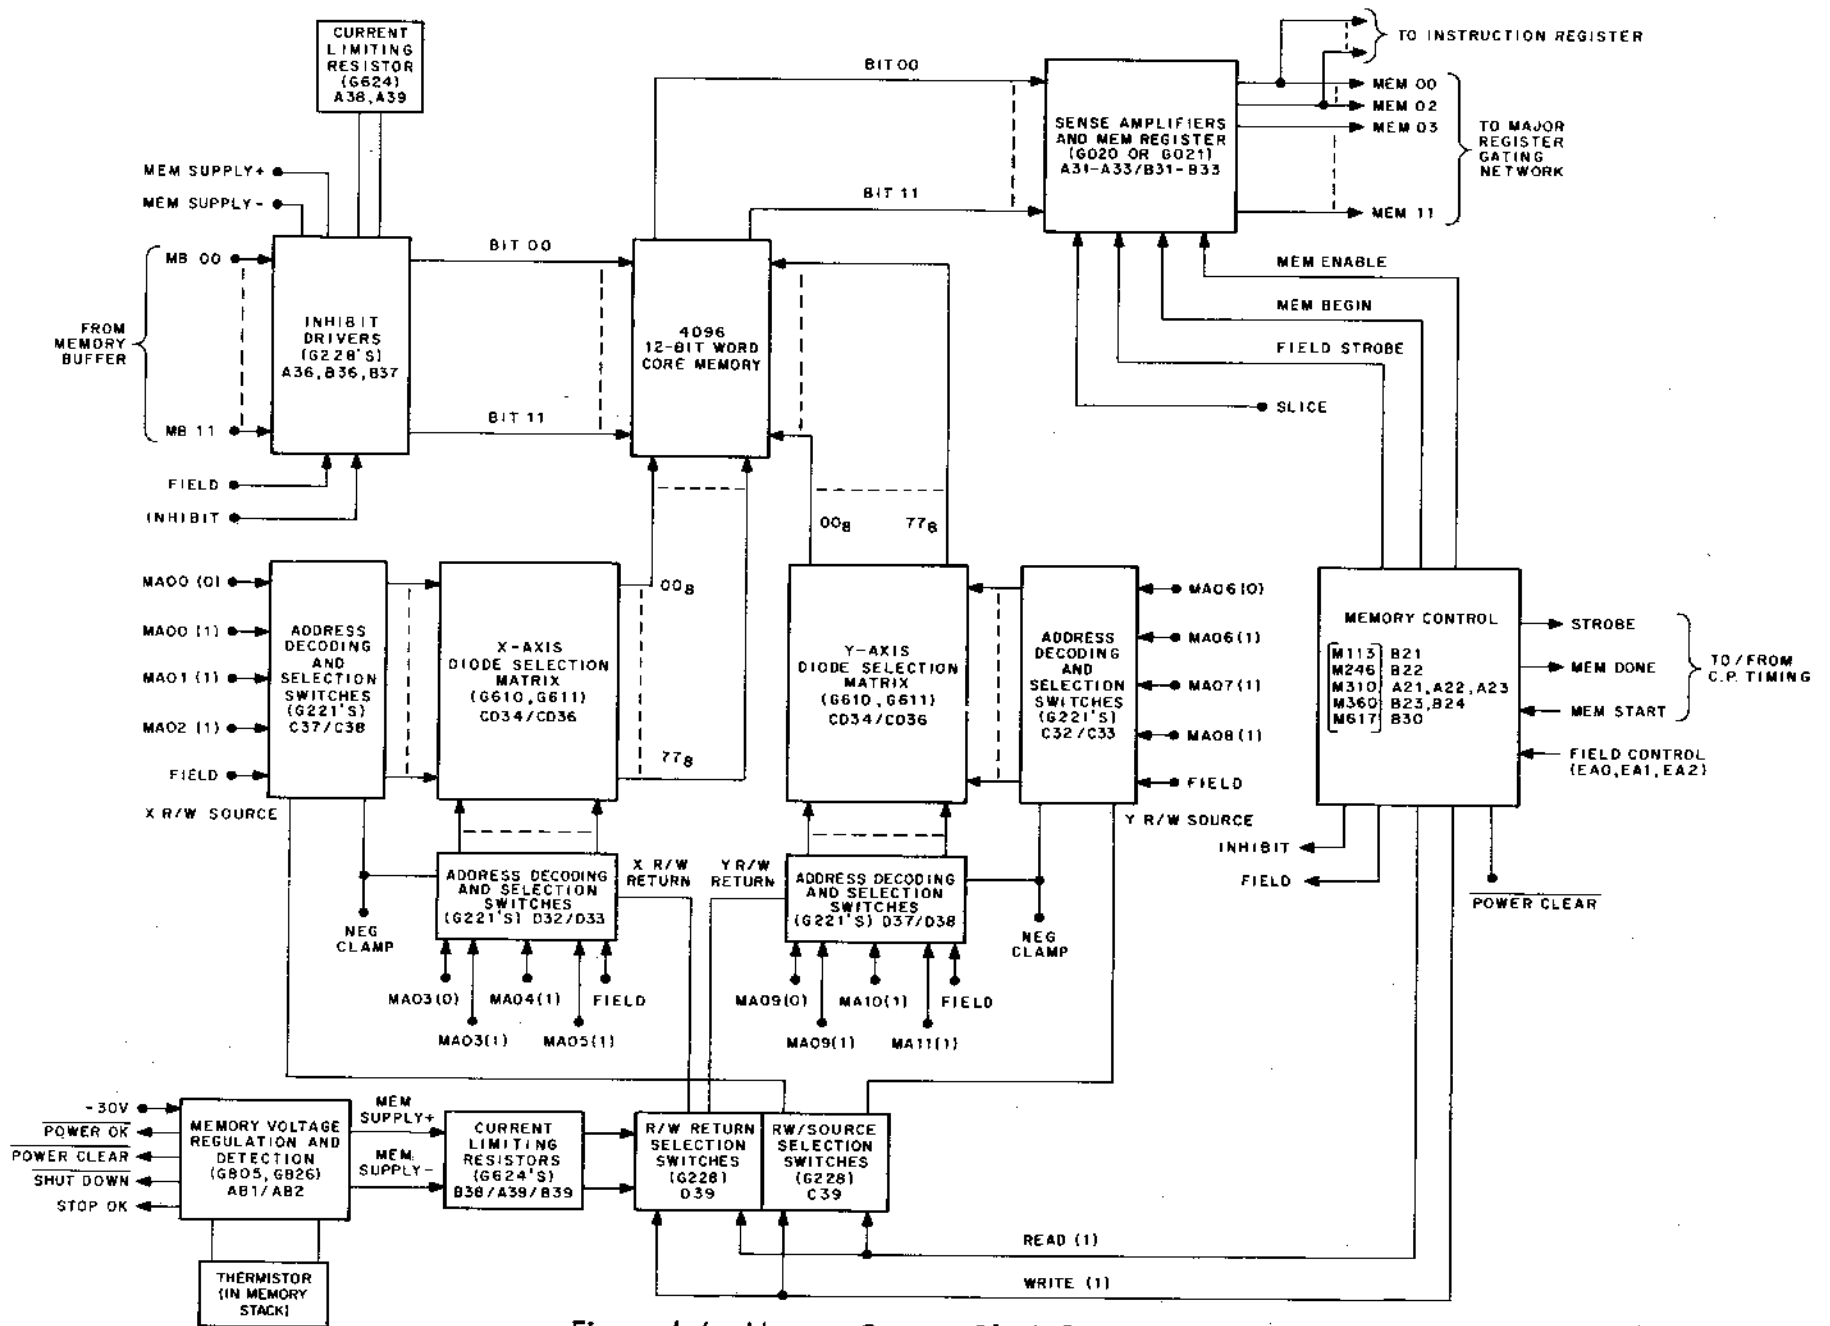 CURRENT
LIMITING
RESISTOR
(G624)
A38,A39
MEM SUPPLY+
MEM SUPPLY-
MB 00
MB 11
FROM
MEMORY
BUFFER
FIELD
INHIBIT
INHIBIT
DRIVERS
(G228'S)
A36,B36,B37
BIT 00
BIT 11
4096
12-BIT WORD
CORE MEMORY
BIT 00
BIT 11
SENSE AMPLIFIERS
AND MEM REGISTER
(G020 OR G021)
A31-A33/B31-B33
TO INSTRUCTION REGISTER
MEM 00
MEM 02
MEM 03
MEM 11
TO MAJOR
REGISTER
GATING
NETWORK
MEM ENABLE
MEM BEGIN
FIELD STROBE
SLICE
MA00 (0)
MA00 (1)
MA01 (1)
MA02 (1)
FIELD
X R/W SOURCE
ADDRESS
DECODING
AND
SELECTION
SWITCHES
(G221'S)
C37/C38
X-AXIS
DIODE SELECTION
MATRIX
(G610,G611)
CD34/CD36
008
778
008
778
Y-AXIS
DIODE SELECTION
MATRIX
(G610,G611)
CD34/CD36
ADDRESS
DECODING
AND
SELECTION
SWITCHES
(G221'S)
C32/C33
MA06(0)
MA06(1)
MA07(1)
MA08(1)
FIELD
Y R/W SOURCE
MEMORY CONTROL
M113 B21
M246 B22
M310 A21,A22,A23
M360 B23,B24
M617 B30
STROBE
MEM DONE
MEM START
TO/FROM
C.P. TIMING
FIELD CONTROL
(EA0,EA1,EA2)
INHIBIT
FIELD
POWER CLEAR
NEG
CLAMP
ADDRESS DECODING
AND SELECTION
SWITCHES
(G221'S) D32/D33
X R/W
RETURN
Y R/W
RETURN
ADDRESS DECODING
AND SELECTION
SWITCHES
(G221'S) D37/D38
NEG
CLAMP
MA03(0)
MA04(1)
FIELD
MA03(1)
MA05(1)
MA09(0)
MA10(1)
FIELD
MA09(1)
MA11(1)
-30V
POWER OK
POWER CLEAR
SHUT DOWN
STOP OK
MEMORY VOLTAGE
REGULATION AND
DETECTION
(G805, G826)
AB1/AB2
MEM
SUPPLY+
MEM
SUPPLY-
CURRENT
LIMITING
RESISTORS
(G624'S)
B38/A39/B39
R/W RETURN
SELECTION
SWITCHES
(G228)
D39
RW/SOURCE
SELECTION
SWITCHES
(G228)
C39
READ (1)
WRITE (1)
THERMISTOR
(IN MEMORY
STACK)